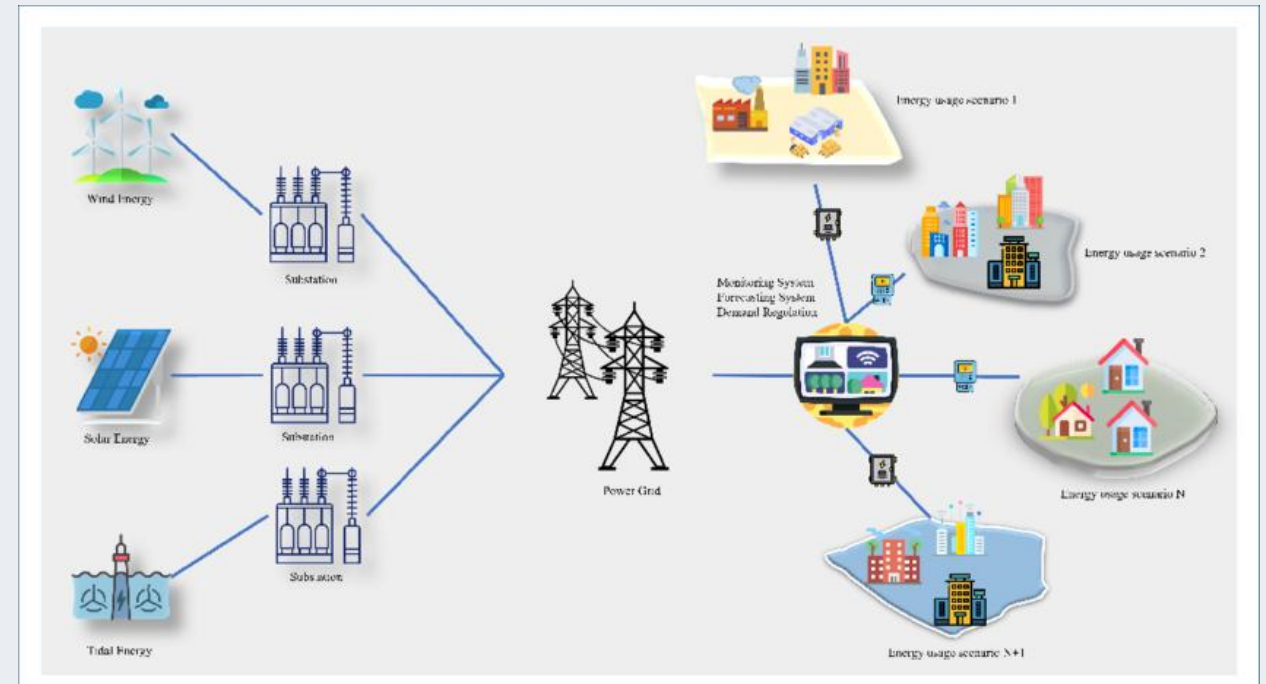 Energy usage scenario 1
Wind Energy
Substation
Energy usage scenario 2
Monitoring System
Forecasting System
Demand Regulation
Solar Energy
Substation
Power Grid
Energy usage scenario N
Substation
Tidal Energy
Energy usage scenario N+1